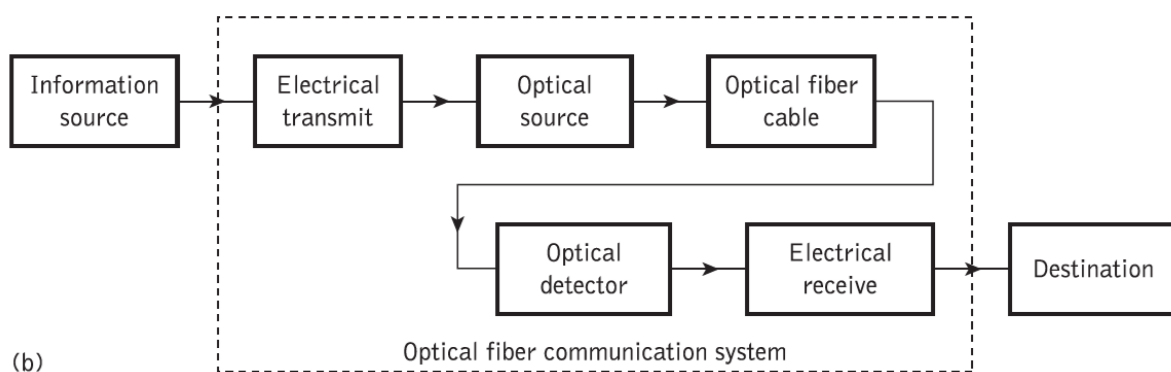 Information
source
Electrical
transmit
Optical
source
Optical fiber
cable
Optical
detector
Electrical
receive
Destination
(b)
Optical fiber communication system